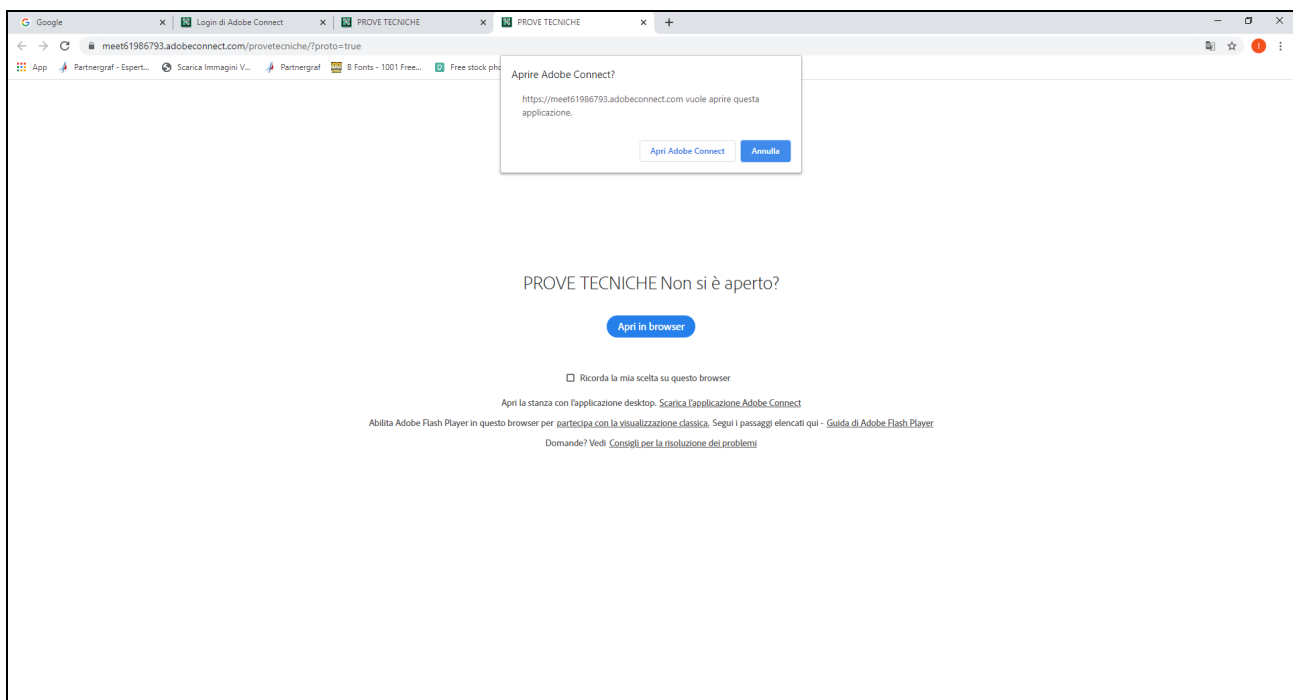 Google
Login di Adobe Connect
PROVE TECNICHE
PROVE TECNICHE
meet61986793.adobeconnect.com/provetecniche/?proto=true
App Partnergraf - Espert... Scarica Immagini V... Partnergraf B Fonts - 1001 Free... Free stock pho
Aprire Adobe Connect?
https://meet61986793.adobeconnect.com vuole aprire questa
applicazione.
Apri Adobe Connect Annulla
PROVE TECNICHE Non si è aperto?
Apri in browser
Ricorda la mia scelta su questo browser
Apri la stanza con l'applicazione desktop. Scarica l'applicazione Adobe Connect
Abilita Adobe Flash Player in questo browser per partecipa con la visualizzazione classica, Segui i passaggi elencati qui - Guida di Adobe Flash Player
Domande? Vedi Consigli per la risoluzione dei problemi